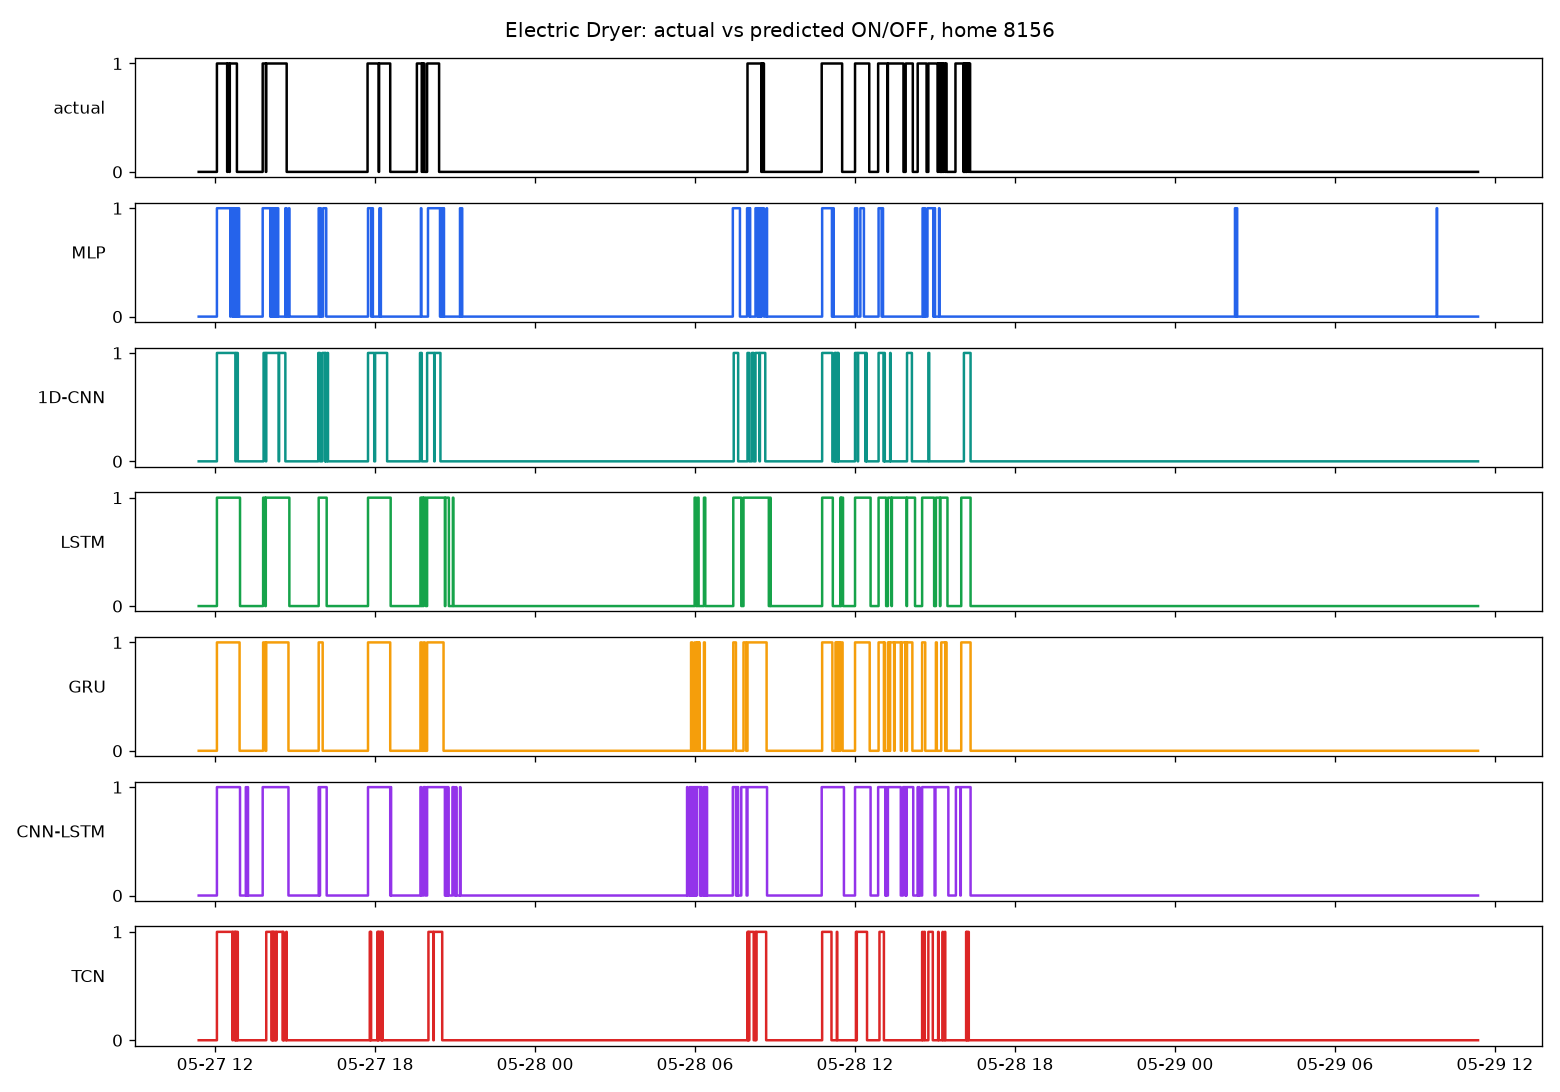 Electric Dryer: actual vs predicted ON/OFF, home 8156
1
actual
0
1
MLP
0
1
1D-CNN
0
1
LSTM
0
1
GRU
0
1
CNN-LSTM
0
1
TCN
0
05-27 12 05-27 18 05-28 00 05-28 06 05-28 12 05-28 18 05-29 00 05-29 06 05-29 12